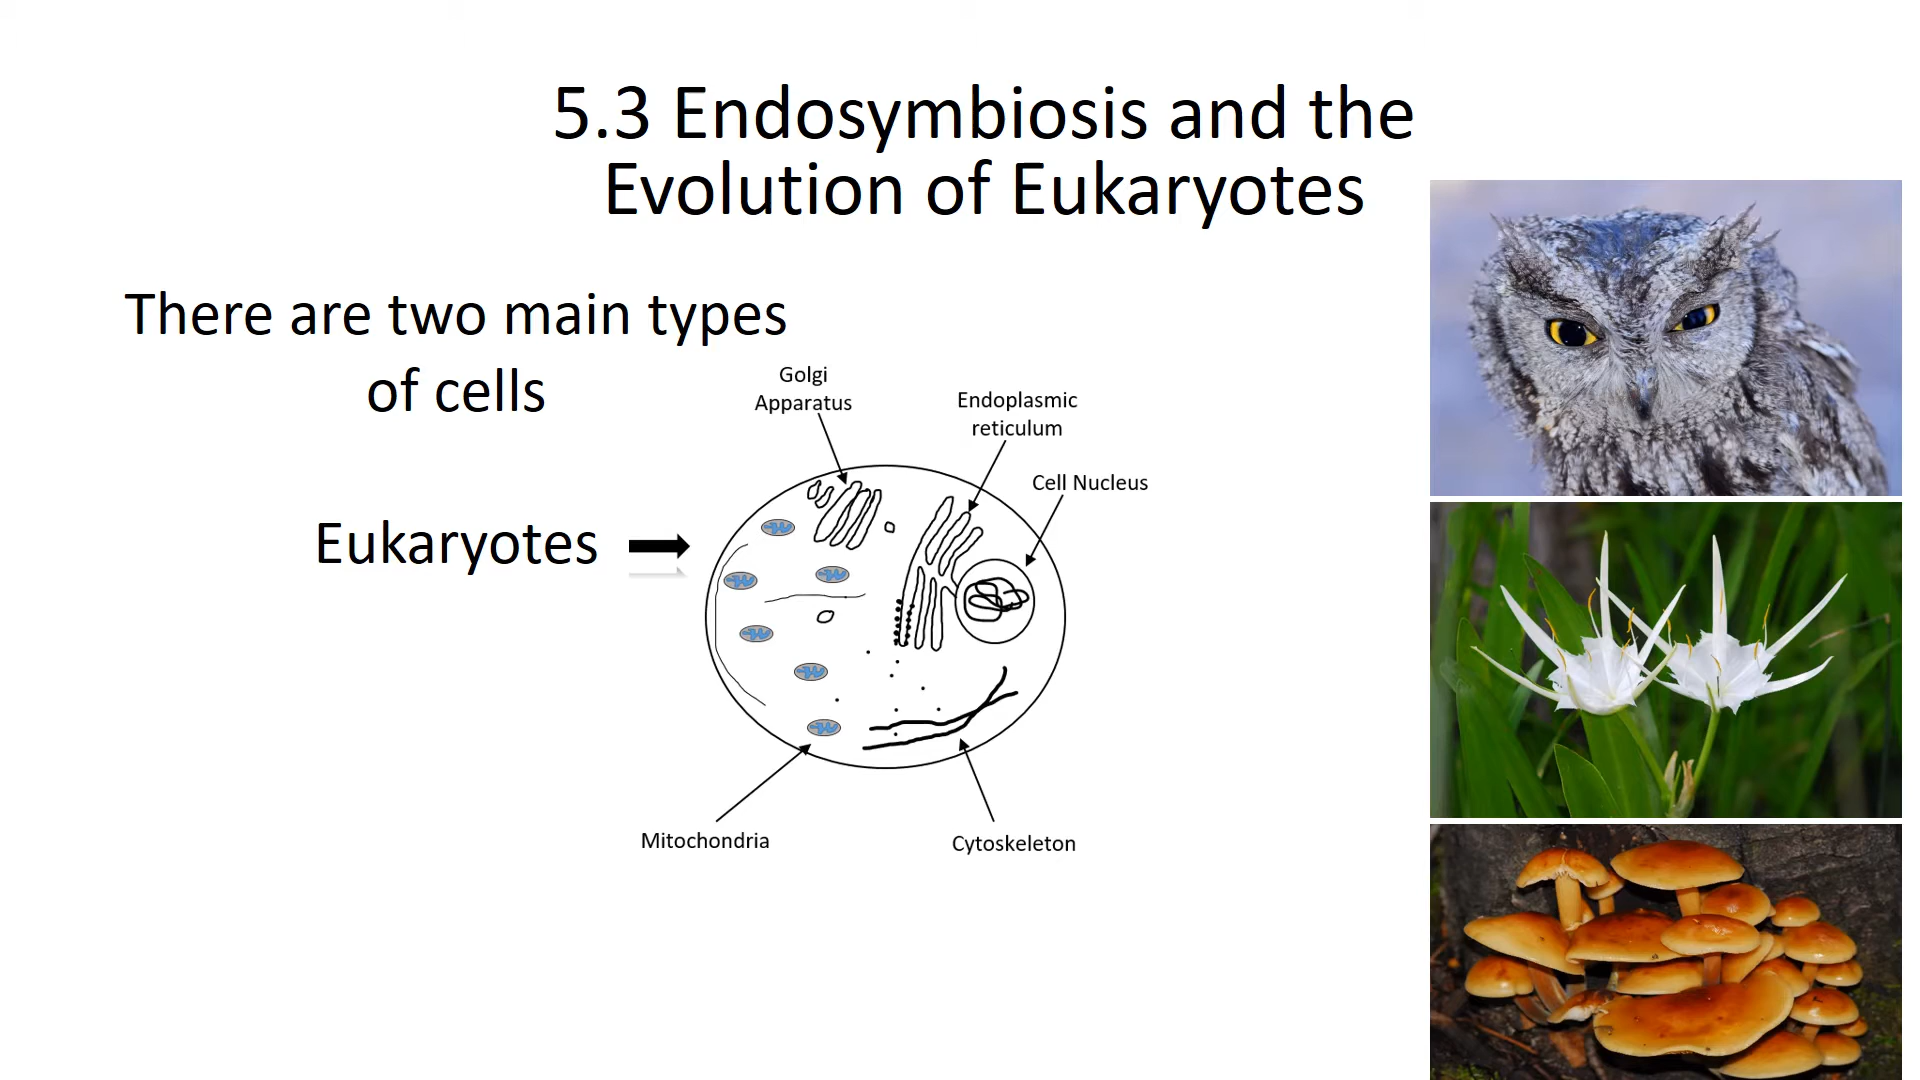 5.3 Endosymbiosis and the
Evolution of Eukaryotes
There are two main types
of cells
Golgi
Apparatus
Endoplasmic
reticulum
Cell Nucleus
Eukaryotes
Mitochondria
Cytoskeleton